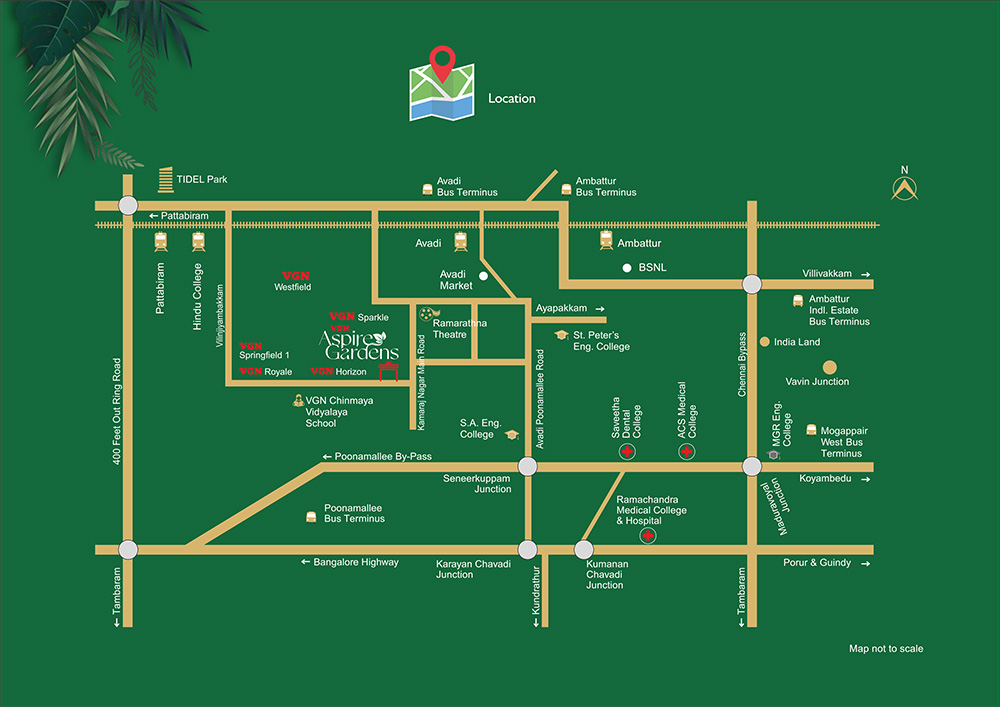 Location
N
TIDEL Park
Avadi
Bus Terminus
Ambattur
Bus Terminus
← Pattabiram
Pattabiram
Hindu College
Vilinjiyambakkam
Avadi
Ambattur
BSNL
Avadi
Market
Villivakkam →
VGN
Westfield
Ambattur
Indl. Estate
Bus Terminus
Ayapakkam →
VGN Sparkle
Ramarathna
Theatre
VGN
Aspire
Gardens
St. Peter's
Eng. College
India Land
VGN
Springfield 1
VGN Royale
VGN Horizon
Kamaraj Nagar Main Road
Avadi Poonamallee Road
Chennai Bypass
Vavin Junction
400 Feet Out Ring Road
VGN Chinmaya
Vidyalaya
School
S.A. Eng.
College
Saveetha
Dental
College
ACS Medical
College
MGR Eng.
College
Mogappair
West Bus
Terminus
← Poonamallee By-Pass
Seneerkuppam
Junction
Koyambedu →
Maduravoyal
Junction
Poonamallee
Bus Terminus
Ramachandra
Medical College
& Hospital
← Bangalore Highway
Karayan Chavadi
Junction
Kumanan
Chavadi
Junction
Porur & Guindy →
← Tambaram
← Kundrathur
← Tambaram
Map not to scale